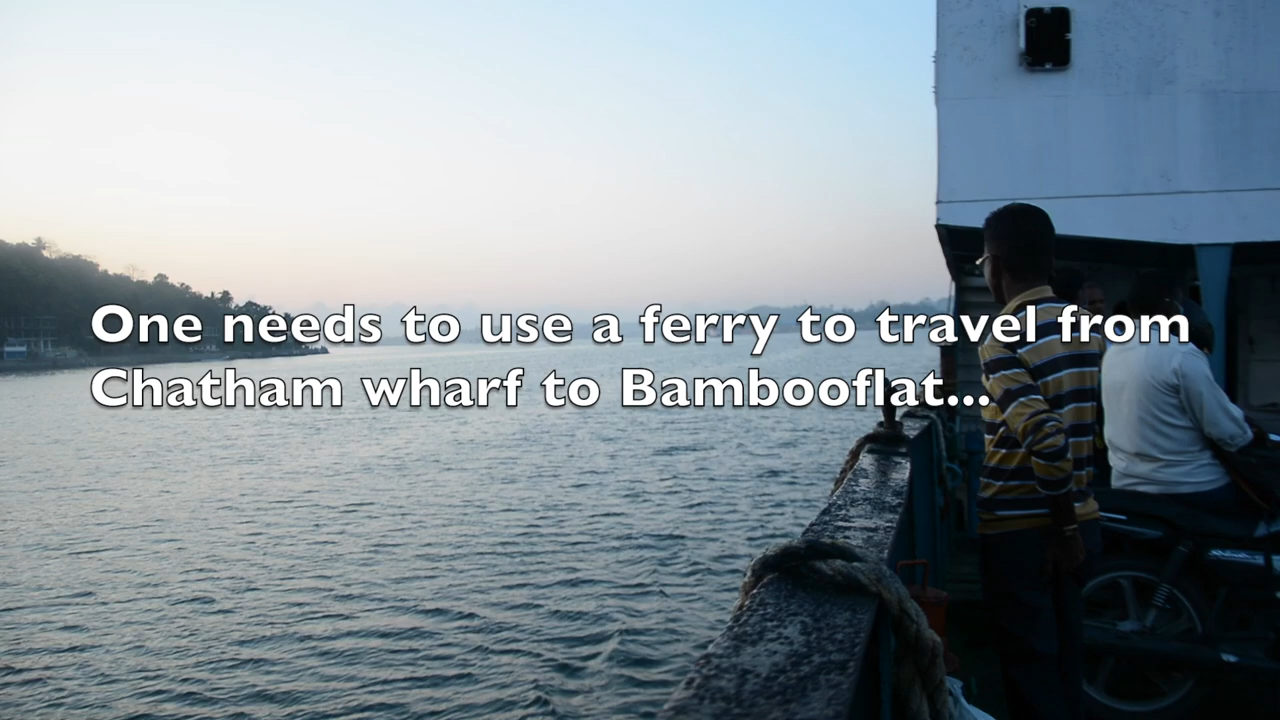 One needs to use a ferry to travel from
Chatham wharf to Bambooflat...